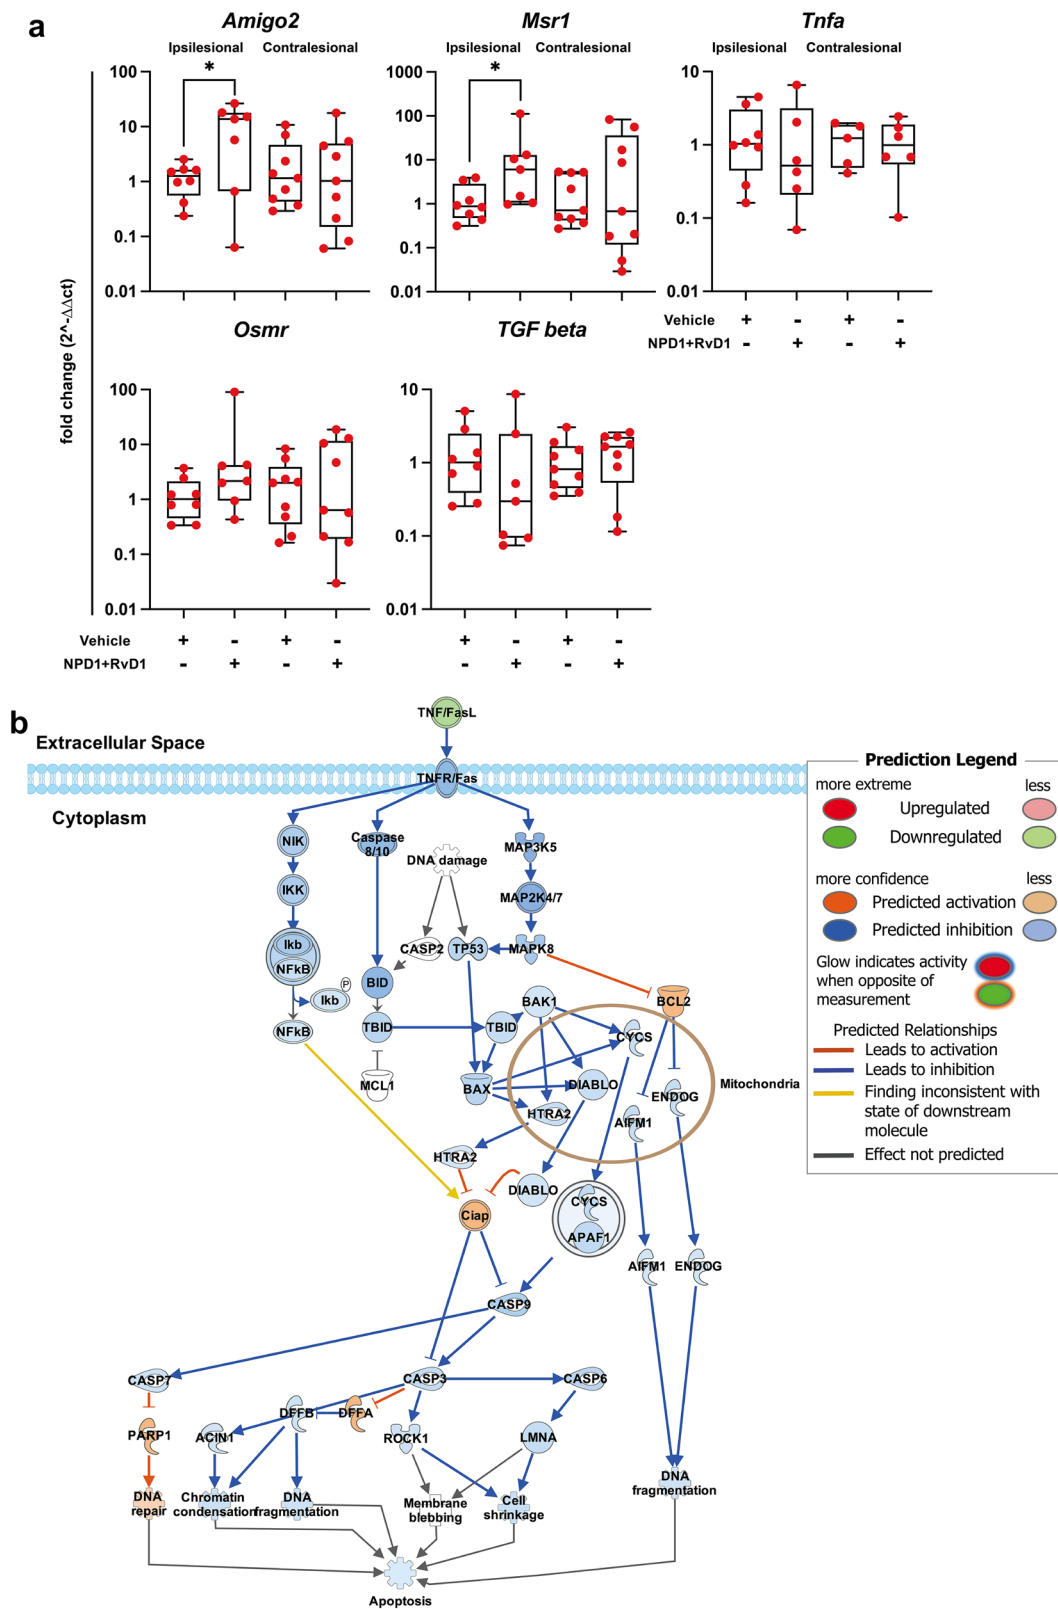 a
Amigo2
Msr1
Tnfa
Ipsilesional Contralesional
Ipsilesional Contralesional
Ipsilesional Contralesional
*
*
100
10
1
0.1
0.01
1000
100
10
1
0.1
0.01
10
1
0.1
0.01
Vehicle + - + -
NPD1+RvD1 - + - +
fold change (2^-ΔΔct)
Osmr
TGF beta
100
10
1
0.1
0.01
10
1
0.1
0.01
Vehicle + - + - + - + -
NPD1+RvD1 - + - + - + - +
b
TNF/FasL
Extracellular Space
TNFR/Fas
Cytoplasm
NIK
Caspase
8/10
DNA damage
MAP3K5
IKK
MAP2K4/7
Ikb
NFkB
CASP2
TP53
MAPK8
P
Ikb
BID
BAK1
BCL2
NFkB
TBID
TBID
CYCS
MCL1
BAX
DIABLO
ENDOG
Mitochondria
HTRA2
AIFM1
HTRA2
DIABLO
CYCS
Ciap
APAF1
AIFM1
ENDOG
CASP9
CASP7
CASP3
CASP6
DFFB
DFFA
PARP1
ACIN1
ROCK1
LMNA
DNA
repair
Chromatin
condensation
DNA
fragmentation
Membrane
blebbing
Cell
shrinkage
DNA
fragmentation
Apoptosis
Prediction Legend
more extreme less
Upregulated
Downregulated
more confidence less
Predicted activation
Predicted inhibition
Glow indicates activity
when opposite of
measurement
Predicted Relationships
Leads to activation
Leads to inhibition
Finding inconsistent with
state of downstream
molecule
Effect not predicted